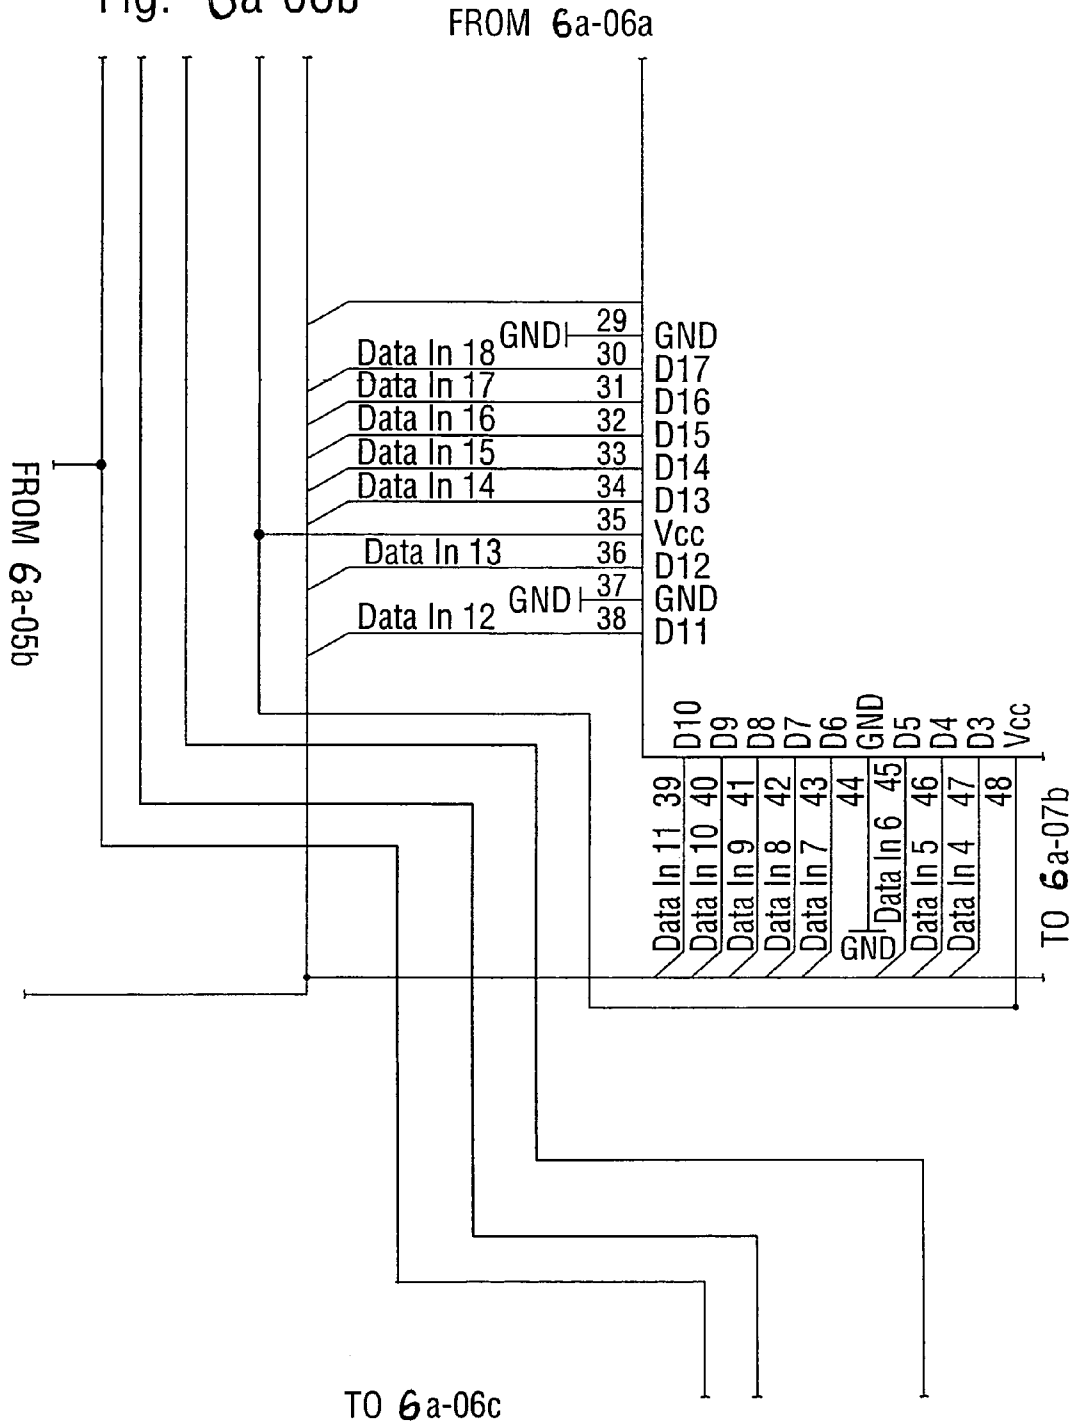 Fig. 6a-06b
FROM 6a-06a
29
GND
GND
Data In 18
30
D17
Data In 17
31
D16
Data In 16
32
D15
Data In 15
33
D14
Data In 14
34
D13
35
Vcc
Data In 13
36
D12
GND
37
GND
Data In 12
38
D11
FROM 6a-05b
D10
D9
D8
D7
D6
GND
D5
D4
D3
Vcc
39
40
41
42
43
44
45
46
47
48
Data In 11
Data In 10
Data In 9
Data In 8
Data In 7
GND
Data In 6
Data In 5
Data In 4
TO 6a-07b
TO 6a-06c